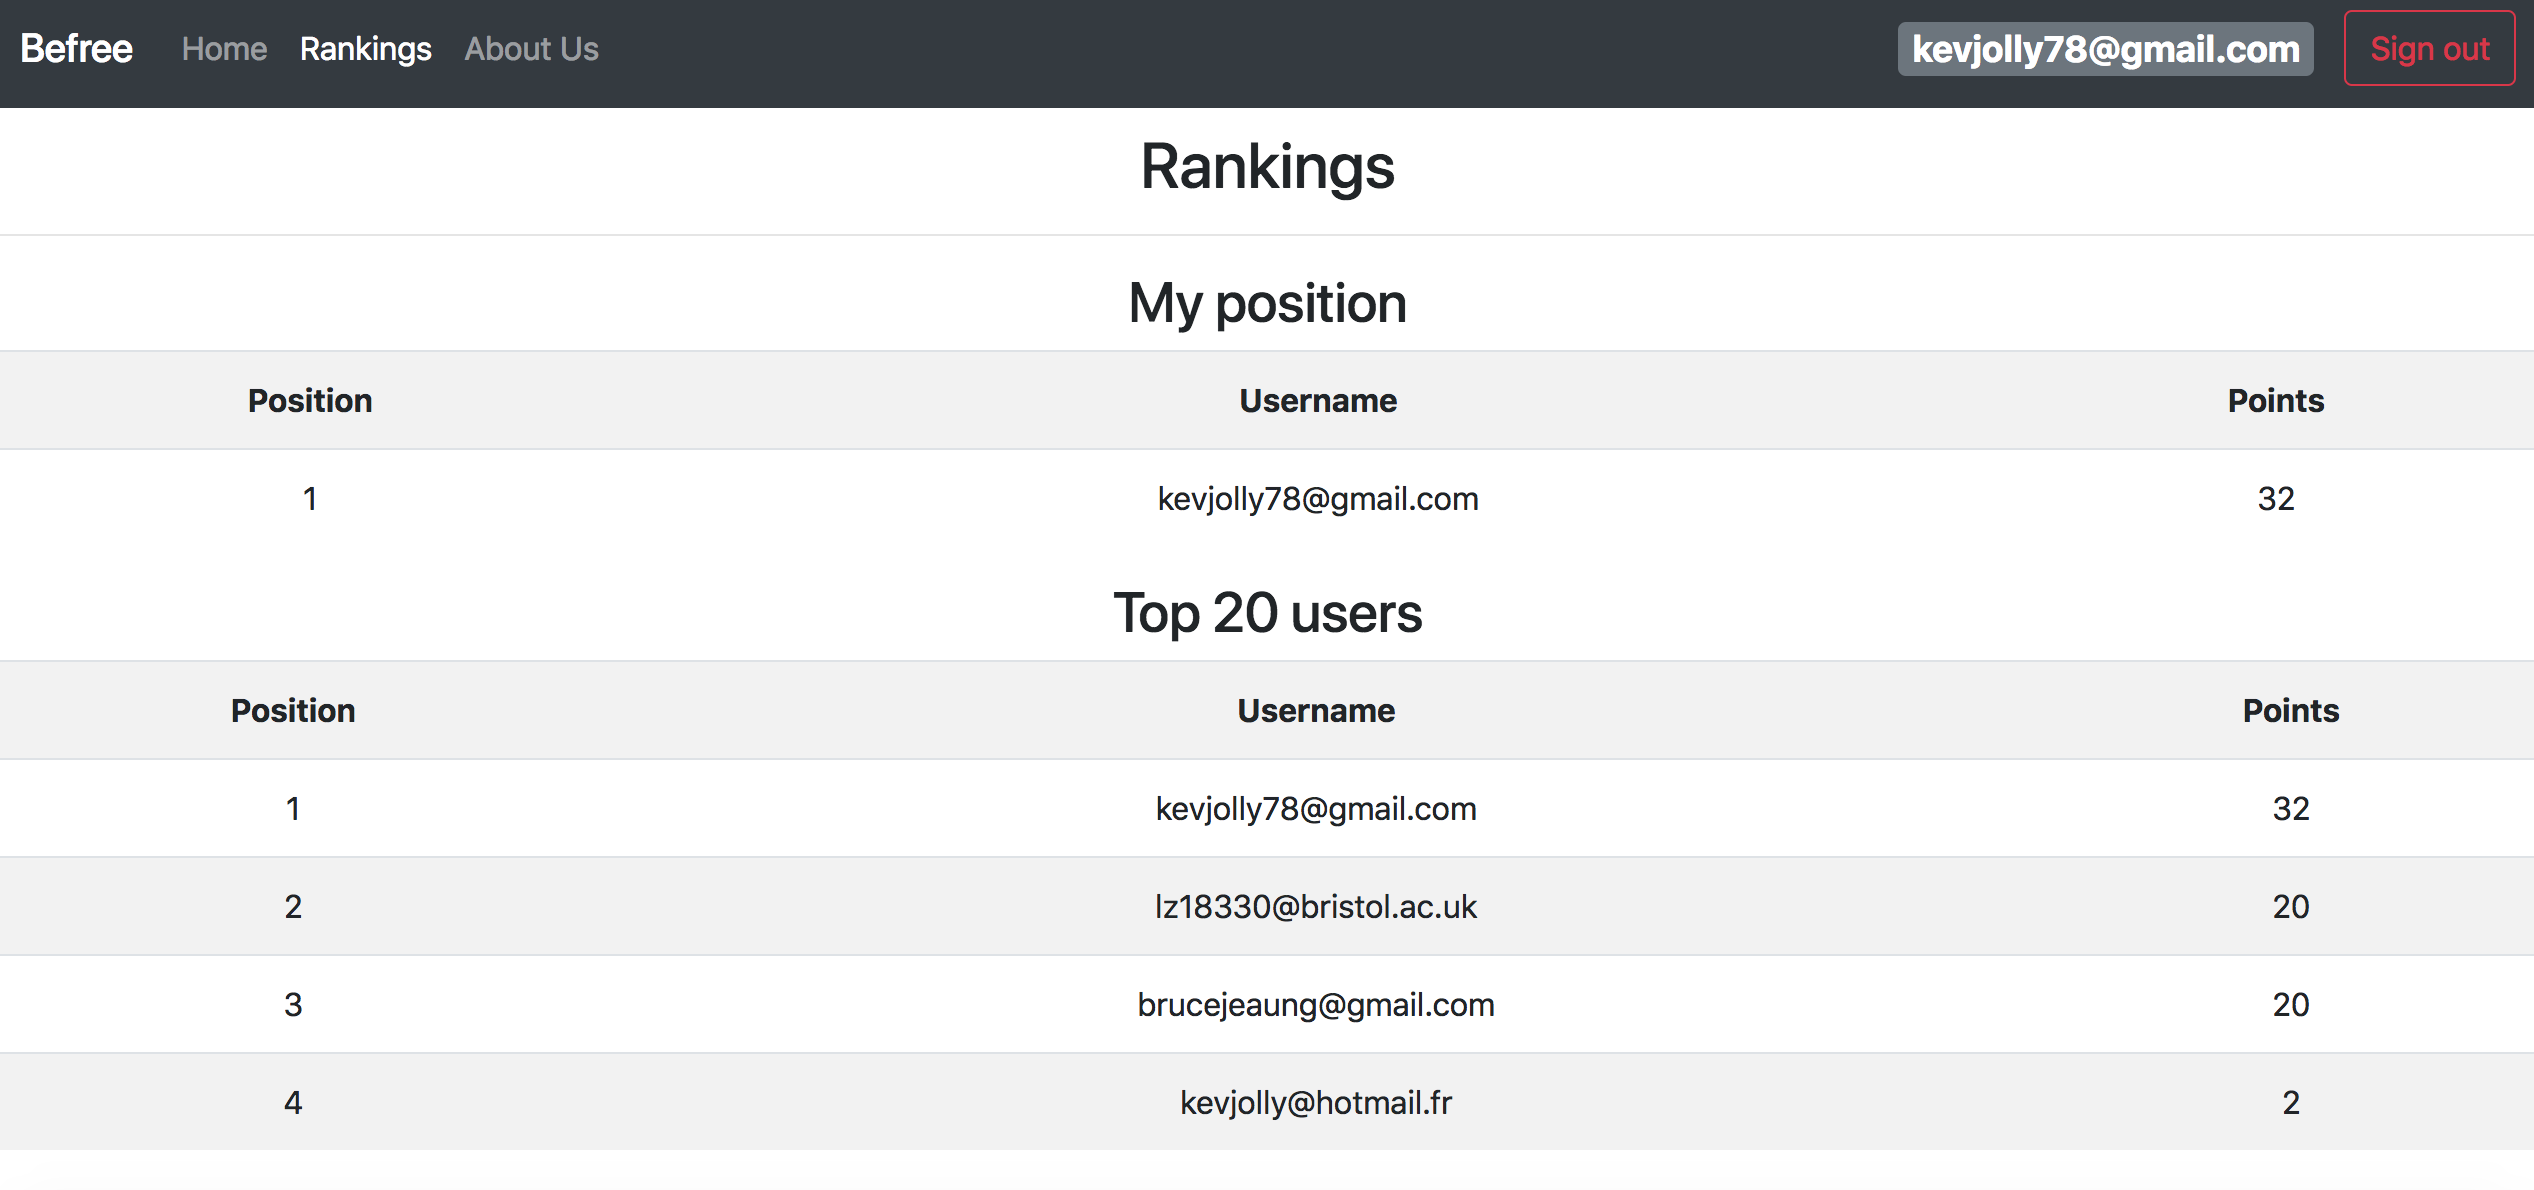 Befree Home Rankings About Us kevjolly78@gmail.com Sign out
Rankings
My position
Position Username Points
1 kevjolly78@gmail.com 32
Top 20 users
Position Username Points
1 kevjolly78@gmail.com 32
2 lz18330@bristol.ac.uk 20
3 brucejeaung@gmail.com 20
4 kevjolly@hotmail.fr 2